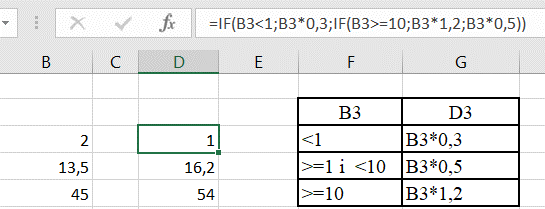 fx =IF(B3<1;B3*0,3;IF(B3>=10;B3*1,2;B3*0,5))
B C D E F G
B3 D3
2 1 <1 B3*0,3
13,5 16,2 >=1 i <10 B3*0,5
45 54 >=10 B3*1,2